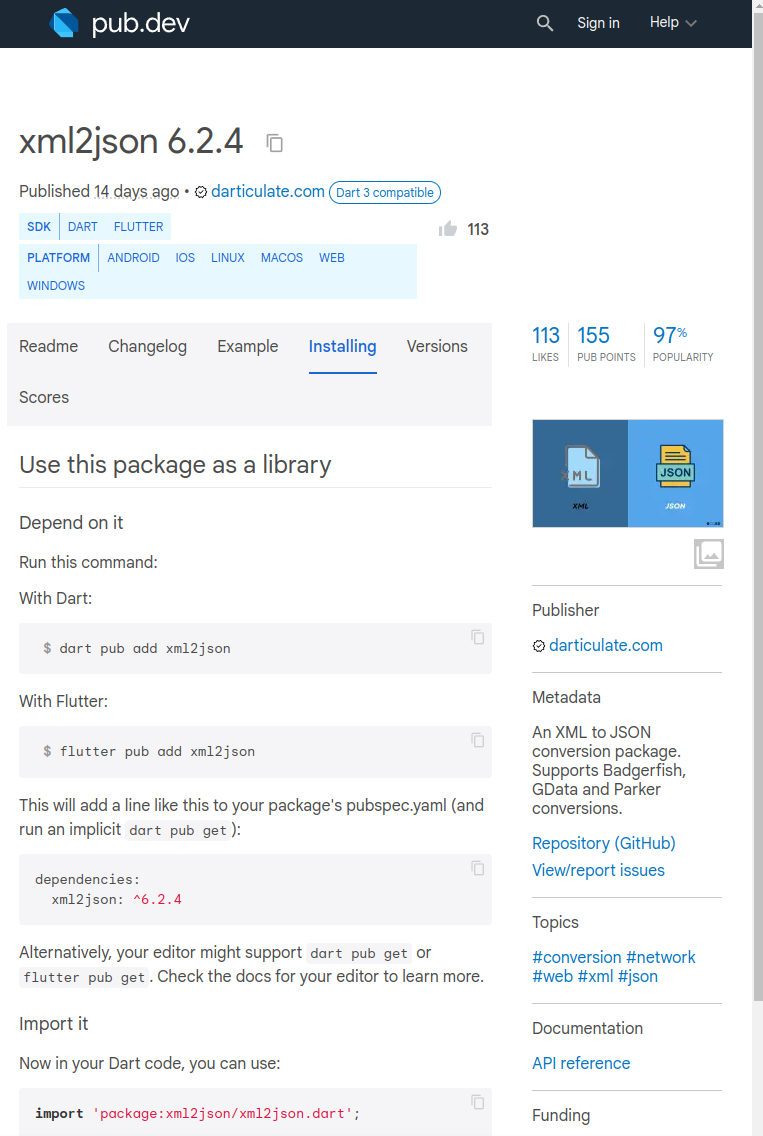 pub.dev
Sign in
Help
xml2json 6.2.4
Published 14 days ago • darticulate.com Dart 3 compatible
SDK DART FLUTTER
113
PLATFORM ANDROID IOS LINUX MACOS WEB
WINDOWS
Readme Changelog Example Installing Versions
Scores
Use this package as a library
Depend on it
Run this command:
With Dart:
$ dart pub add xml2json
With Flutter:
$ flutter pub add xml2json
This will add a line like this to your package's pubspec.yaml (and
run an implicit dart pub get):
dependencies:
xml2json: ^6.2.4
Alternatively, your editor might support dart pub get or
flutter pub get. Check the docs for your editor to learn more.
Import it
Now in your Dart code, you can use:
import 'package:xml2json/xml2json.dart';
113 155 97%
LIKES PUB POINTS POPULARITY
XML JSON
XML JSON
Publisher
darticulate.com
Metadata
An XML to JSON
conversion package.
Supports Badgerfish,
GData and Parker
conversions.
Repository (GitHub)
View/report issues
Topics
#conversion #network
#web #xml #json
Documentation
API reference
Funding